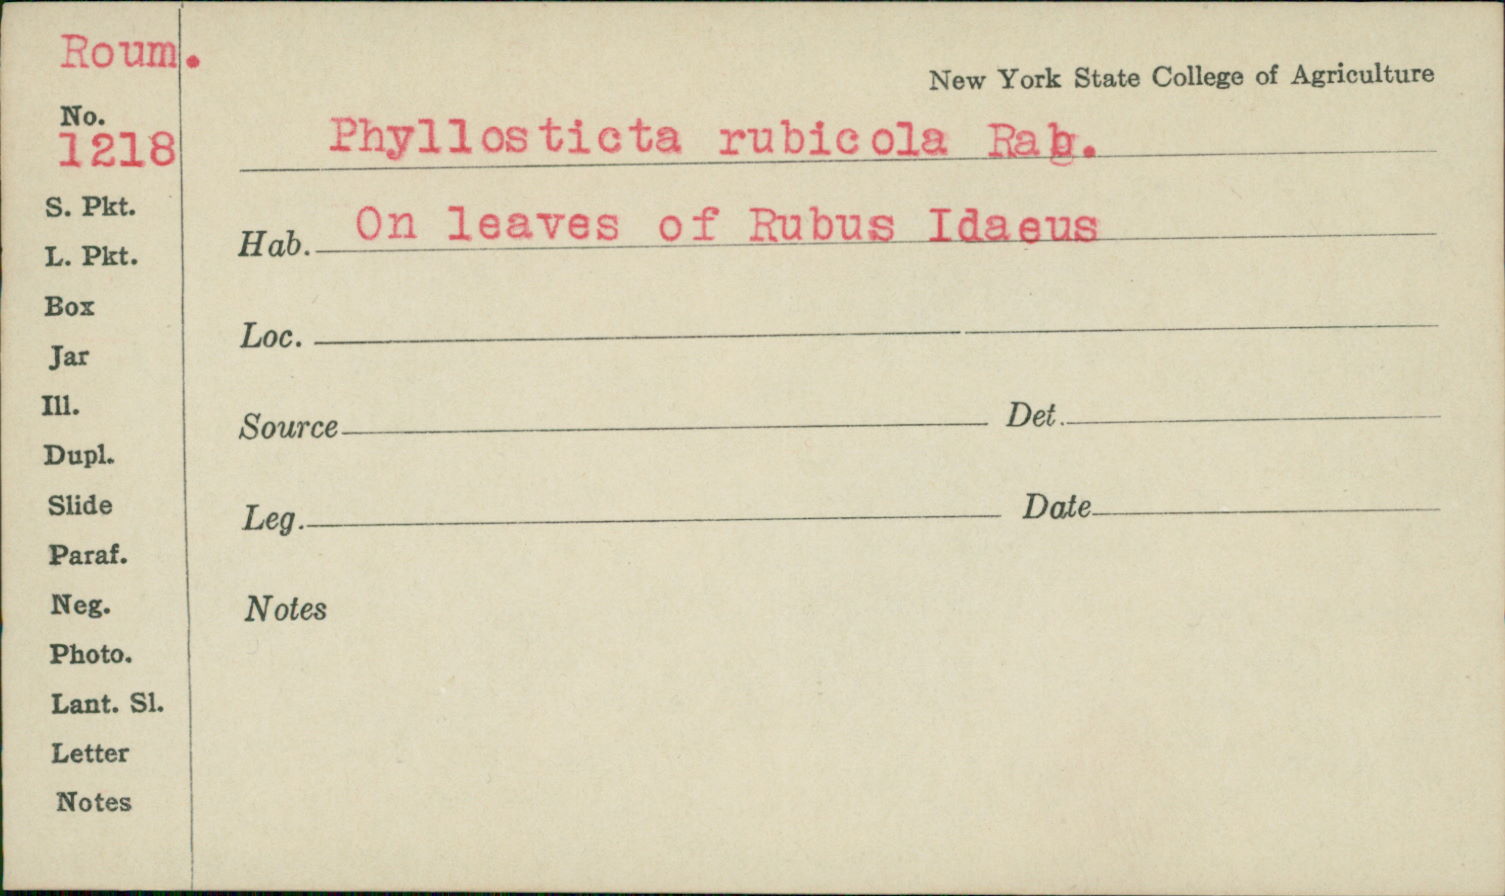 Roum.
New York State College of Agriculture
No.
1218
Phyllosticta rubicola Rab.
S. Pkt.
Hab. On leaves of Rubus Idaeus
L. Pkt.
Box
Loc.
Jar
Ill.
Source Det.
Dupl.
Slide
Leg. Date
Paraf.
Neg.
Notes
Photo.
Lant. Sl.
Letter
Notes